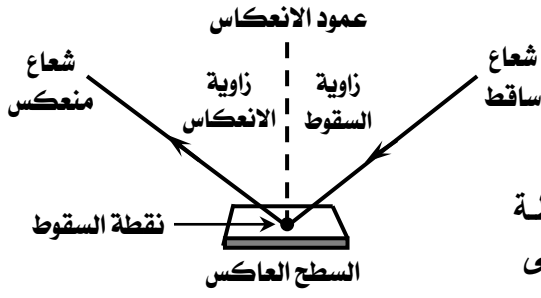 عمود الانعكاس
شعاع
ساقط
زاوية
السقوط
زاوية
الانعكاس
شعاع
منعكس
نقطة السقوط
السطح العاكس